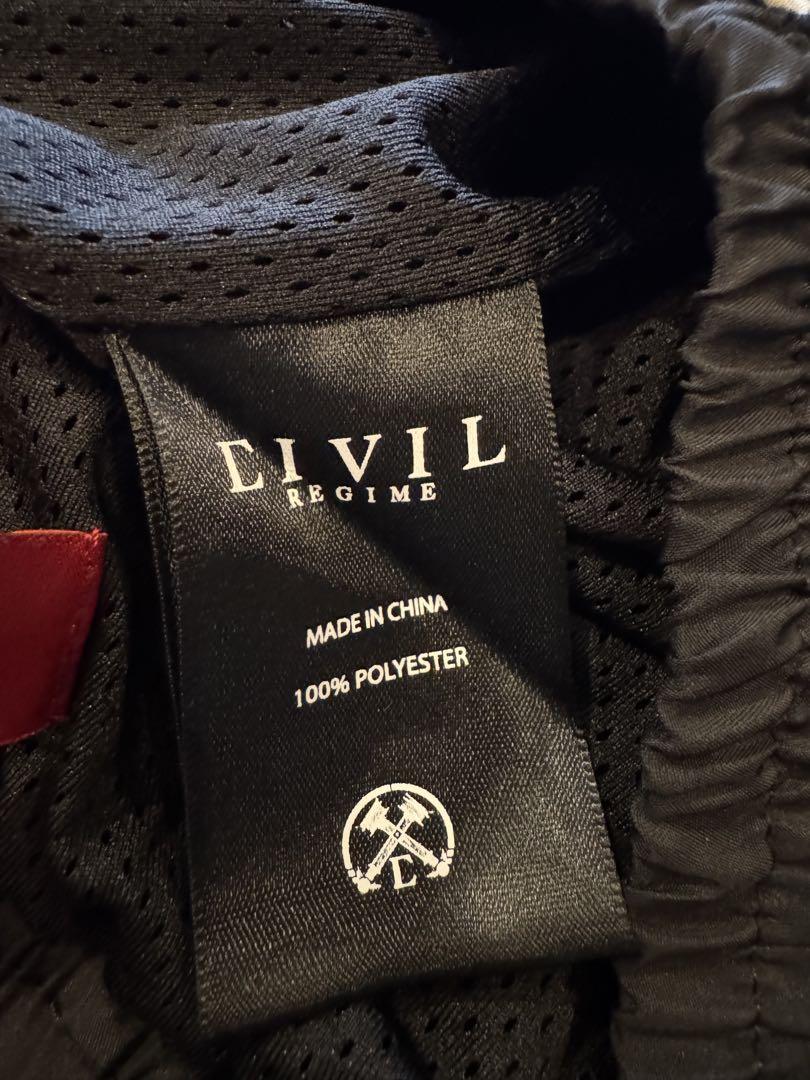 CIVIL
REGIME
MADE IN CHINA
100% POLYESTER
C